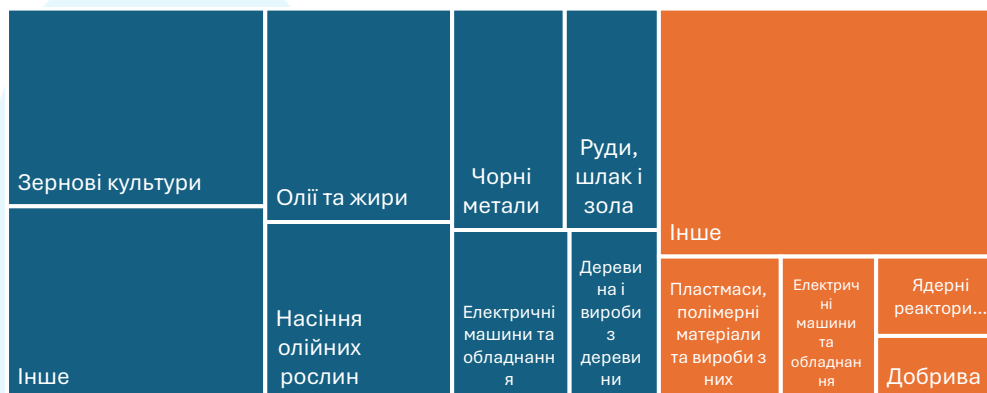 Зернові культури
Інше
Олії та жири
Насіння
олійних
рослин
Чорні
метали
Руди,
шлак і
зола
Електричні
машини та
обладнанн
я
Дереви
на і
вироби
з
дереви
ни
Інше
Пластмаси,
полімерні
матеріали
та вироби з
них
Електрич
ні
машини
та
обладнан
ня
Ядерні
реактори...
Добрива